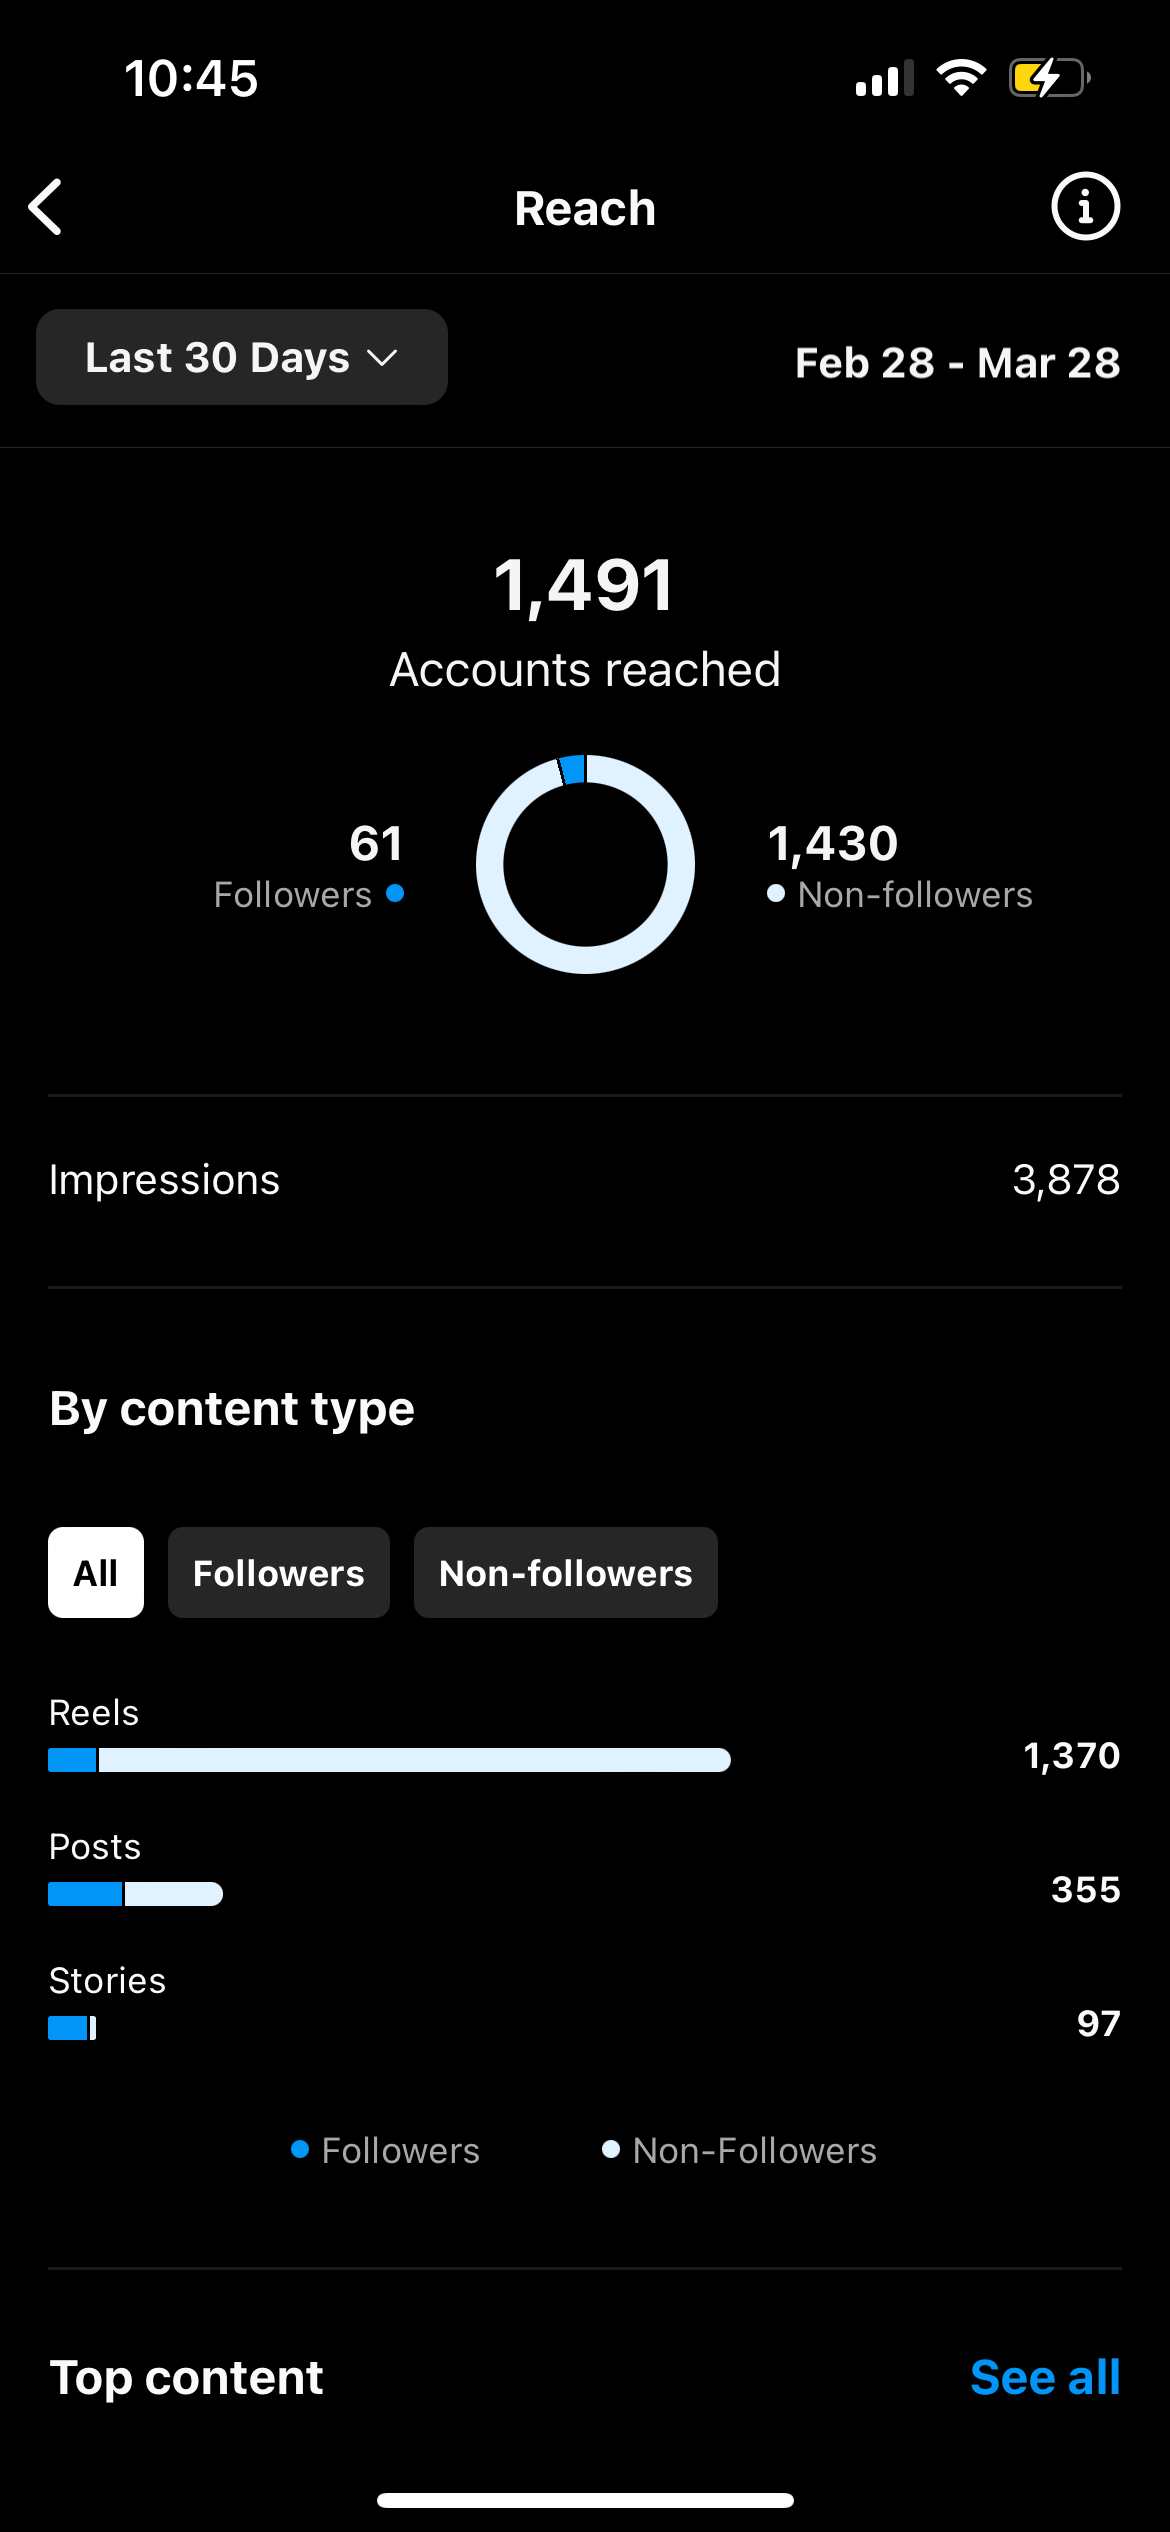 10:45
Reach
Last 30 Days
Feb 28 - Mar 28
1,491
Accounts reached
61
Followers
1,430
Non-followers
Impressions
3,878
By content type
All
Followers
Non-followers
Reels
1,370
Posts
355
Stories
97
Followers
Non-Followers
Top content
See all